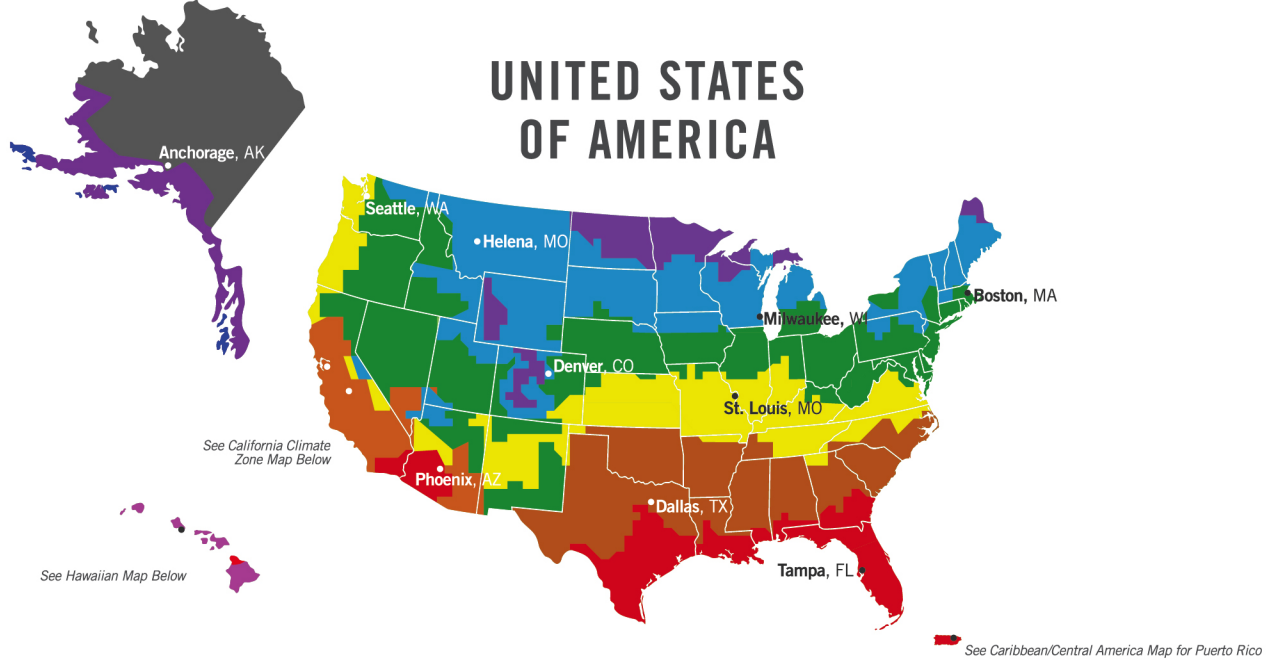 UNITED STATES
OF AMERICA
Anchorage, AK
Seattle, WA
Helena, MO
Boston, MA
Milwaukee, WI
Denver, CO
St. Louis, MO
See California Climate
Zone Map Below
Phoenix, AZ
Dallas, TX
See Hawaiian Map Below
Tampa, FL
See Caribbean/Central America Map for Puerto Rico